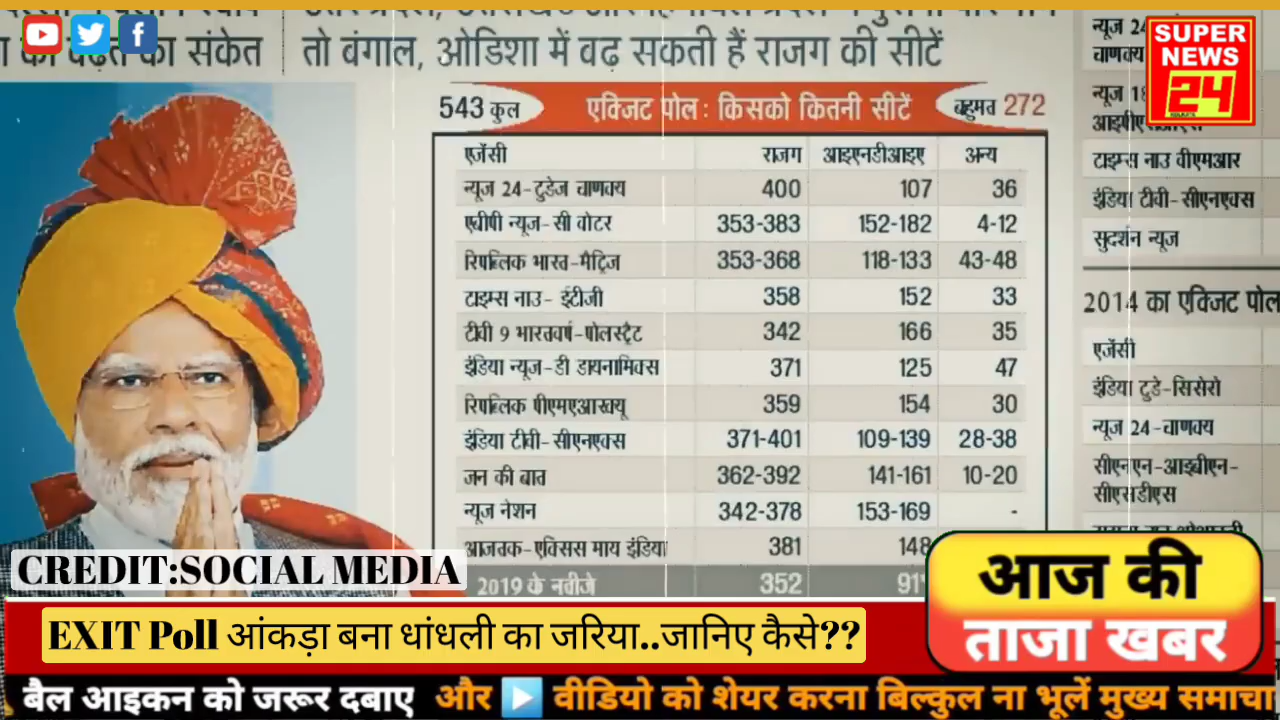 का संकेत
तो बंगाल, ओडिशा में बढ़ सकती हैं राजग की सीटें
SUPER
NEWS
24
543 कुल एक्जिट पोल : किसको कितनी सीटें बहुमत 272
एजेंसी राजग आइएनडीआइए अन्य
न्यूज 24-टुडेज चाणक्य 400 107 36
एबीपी न्यूज-सी वोटर 353-383 152-182 4-12
रिपब्लिक भारत-मैट्रिज 353-368 118-133 43-48
टाइम्स नाउ- ईटीजी 358 152 33
टीवी 9 भारतवर्ष-पोलस्ट्रैट 342 166 35
इंडिया न्यूज-डी डायनामिक्स 371 125 47
रिपब्लिक पीएमएआरक्यू 359 154 30
इंडिया टीवी-सीएनएक्स 371-401 109-139 28-38
जन की बात 362-392 141-161 10-20
न्यूज नेशन 342-378 153-169 -
आजतक-एक्सिस माय इंडिया 381 148
2019 के नतीजे 352 91
न्यूज 24
चाणक्य
न्यूज 18
टाइम्स नाउ वीएमआर
इंडिया टीवी-सीएनएक्स
सुदर्शन न्यूज
2014 का एक्जिट पोल
एजेंसी
इंडिया टुडे-सिसेरो
न्यूज 24-चाणक्य
सीएनएन-आइबीएन-
सीएसडीएस
CREDIT:SOCIAL MEDIA
EXIT Poll आंकड़ा बना धांधली का जरिया..जानिए कैसे??
आज की
ताजा खबर
बैल आइकन को जरूर दबाए और वीडियो को शेयर करना बिल्कुल ना भूलें मुख्य समाचा